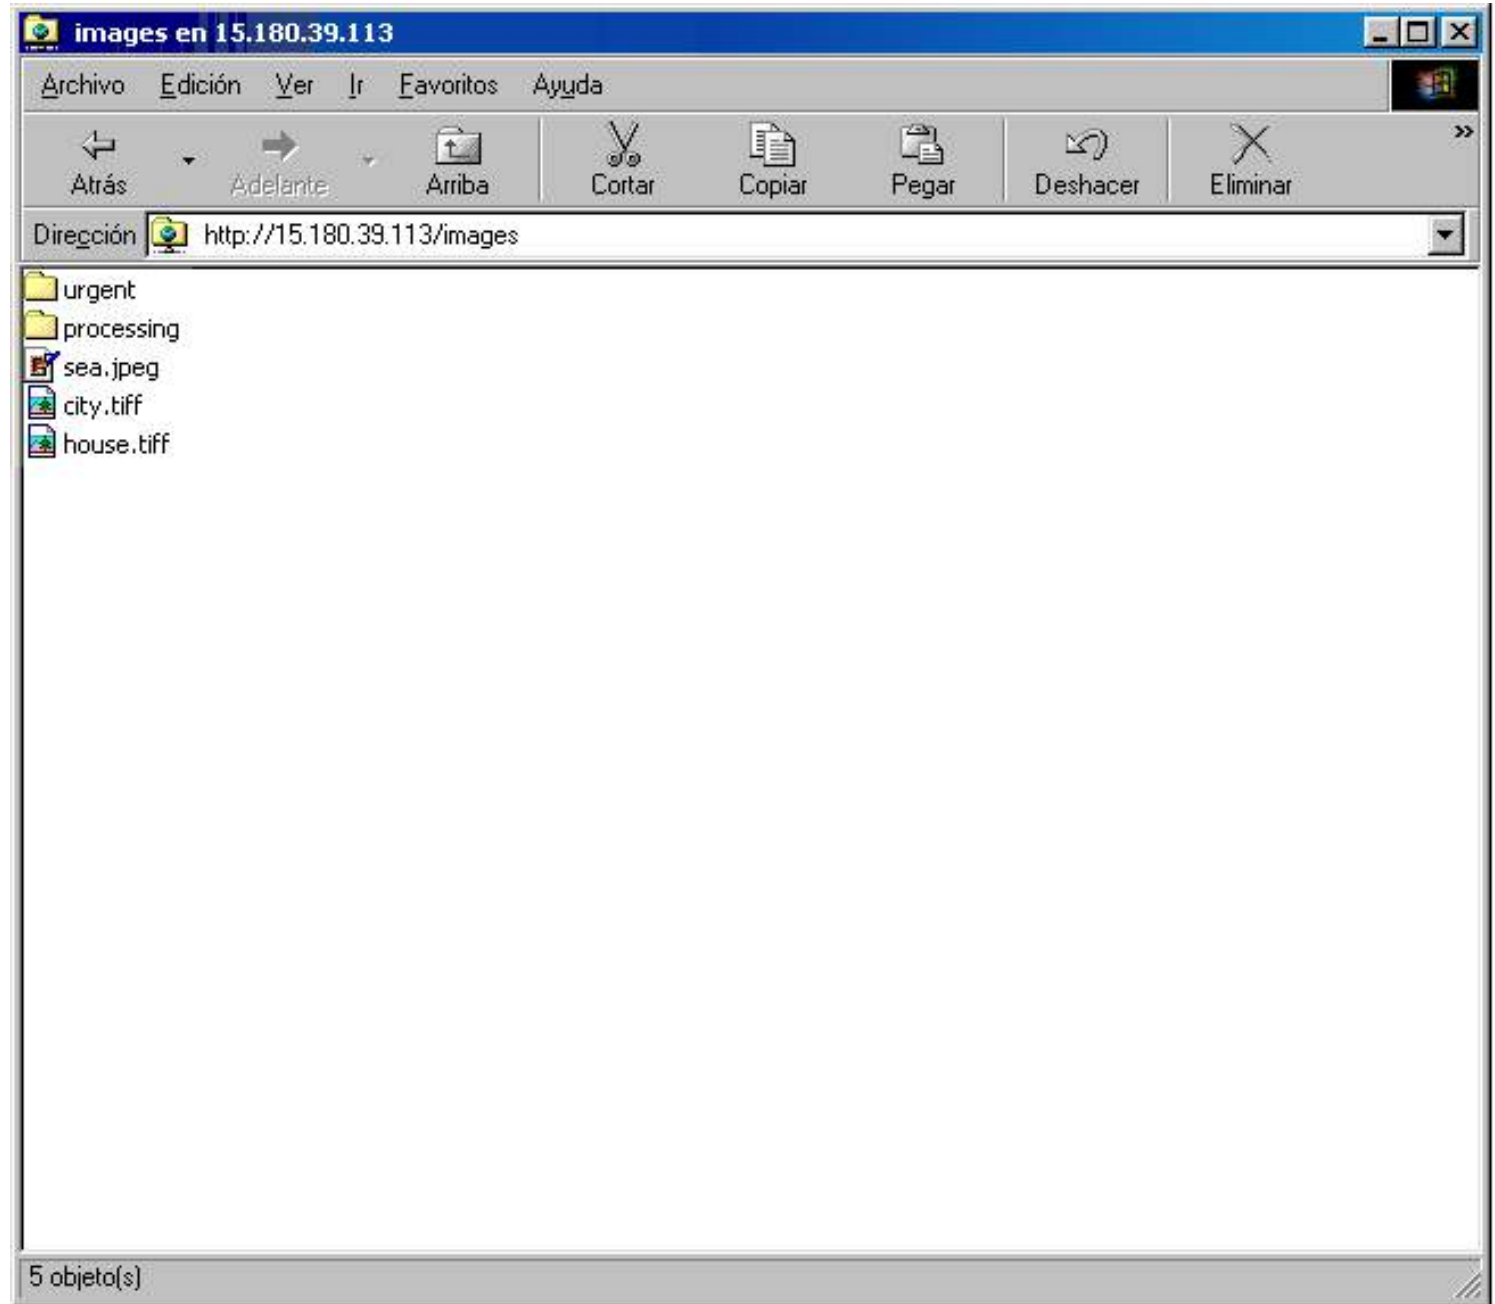 images en 15.180.39.113
Archivo Edición Ver Ir Favoritos Ayuda
Atrás Adelante Arriba Cortar Copiar Pegar Deshacer Eliminar »
Dirección http://15.180.39.113/images
urgent
processing
sea.jpeg
city.tiff
house.tiff
5 objeto(s)